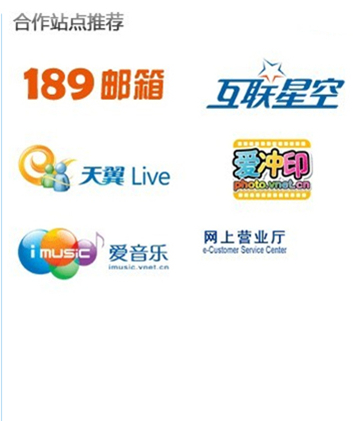 合作站点推荐
189邮箱
互联星空
天翼 Live
爱冲印
photo.vnet.cn
i music 爱音乐
imusic.vnet.cn
网上营业厅
e-Customer Service Center